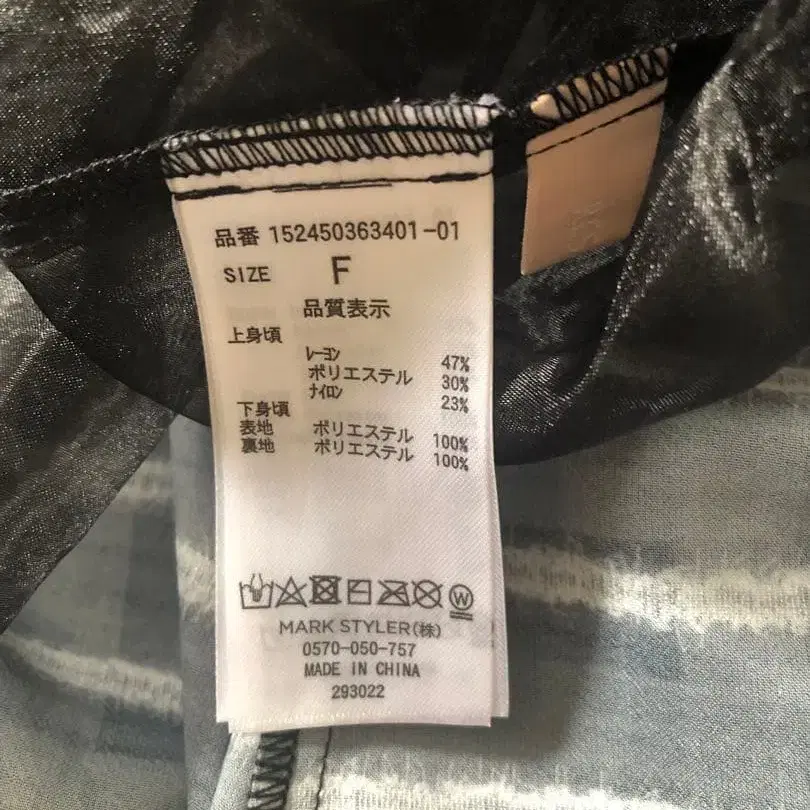 品番 152450363401-01
SIZE F
品質表示
上身頃
ﾚｰﾖﾝ 47%
ポリエステル 30%
ﾅｲﾛﾝ 23%
下身頃
表地 ポリエステル 100%
裏地 ポリエステル 100%
W
MARK STYLER(株)
0570-050-757
MADE IN CHINA
293022